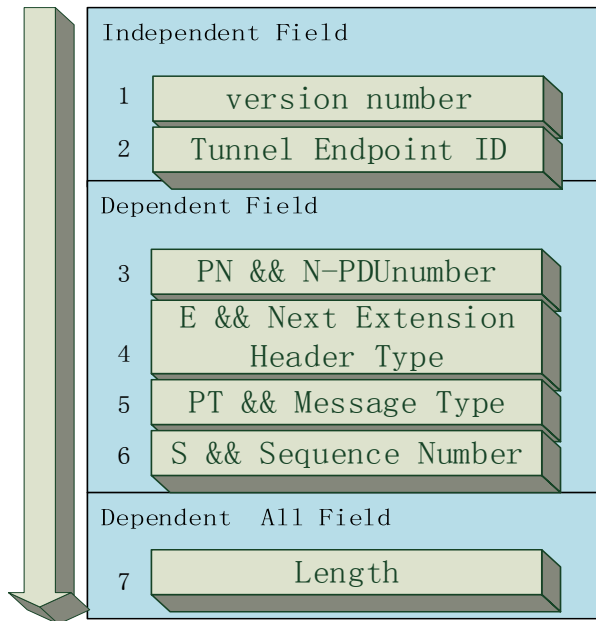 Independent Field
1 version number
2 Tunnel Endpoint ID
Dependent Field
3 PN && N-PDUnumber
E && Next Extension
4 Header Type
5 PT && Message Type
6 S && Sequence Number
Dependent All Field
7 Length